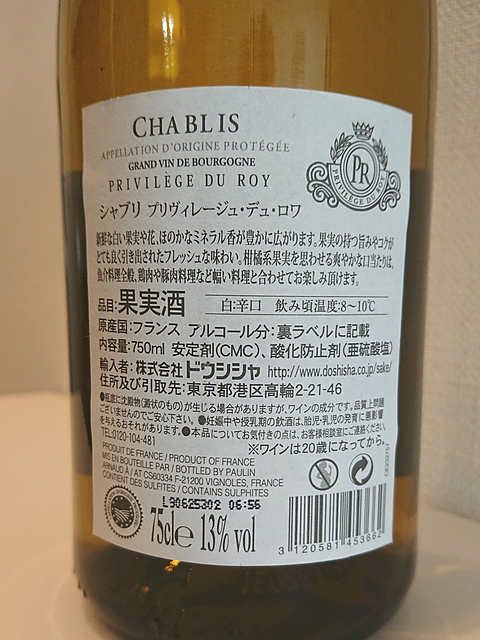 CHABLIS
APPELLATION D'ORIGINE PROTÉGÉE
GRAND VIN DE BOURGOGNE
PRIVILÈGE DU ROY
PR
PRIVILÈGE DU ROY
シャブリ プリヴィレージュ・デュ・ロワ
新鮮な白い果実や花、ほのかなミネラル香が豊かに広がります。果実の持つ旨みやコクが
とても良く引き出されたフレッシュな味わい。柑橘系果実を思わせる爽やかな口当たりは、
魚介料理全般、鶏肉や豚肉料理など幅広い料理と合わせてお楽しみ頂けます。
品目:果実酒 白:辛口 飲み頃温度:8～10℃
原産国:フランス アルコール分:裏ラベルに記載
内容量:750ml 安定剤(CMC)、酸化防止剤(亜硫酸塩)
輸入者:株式会社ドウシシャ http://www.doshisha.co.jp/sake/
住所及び引取先:東京都港区高輪2-21-46
●瓶底に沈殿物(澱状のもの)が生じる場合がありますが、ワインの成分です。品質上問題
ございませんのでご安心下さい。●妊娠中や授乳期の飲酒は、胎児・乳児の発育に悪影響
を与えるおそれがあります。●本品についてお気付きの点は、お客様相談室にご連絡ください。
TEL:0120-104-481
※ワインは20歳になってから。
PRODUIT DE FRANCE / PRODUCT OF FRANCE
MIS EN BOUTEILLE PAR / BOTTLED BY PAULIN
ARNAUD A / AT CS60334 F-21200 VIGNOLES, FRANCE
CONTIENT DES SULFITES / CONTAINS SULPHITES
L90625302 06:56
75cl e 13% vol
3 120581 453862